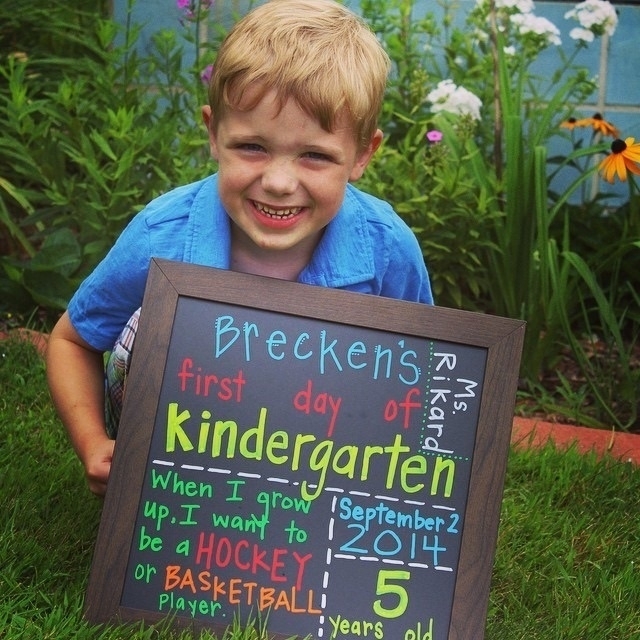 Brecken's
first day of
Kindergarten
Ms
Rikard
When I grow
up, I want to
be a HOCKEY
or BASKETBALL
Player.
September 2
2014
5
years old